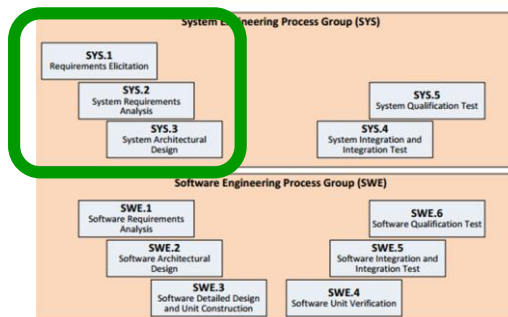 System Engineering Process Group (SYS)
SYS.1
Requirements Elicitation
SYS.2
System Requirements
Analysis
SYS.3
System Architectural
Design
SYS.5
System Qualification Test
SYS.4
System Integration and
Integration Test
Software Engineering Process Group (SWE)
SWE.1
Software Requirements
Analysis
SWE.2
Software Architectural
Design
SWE.3
Software Detailed Design
and Unit Construction
SWE.6
Software Qualification Test
SWE.5
Software Integration and
Integration Test
SWE.4
Software Unit Verification